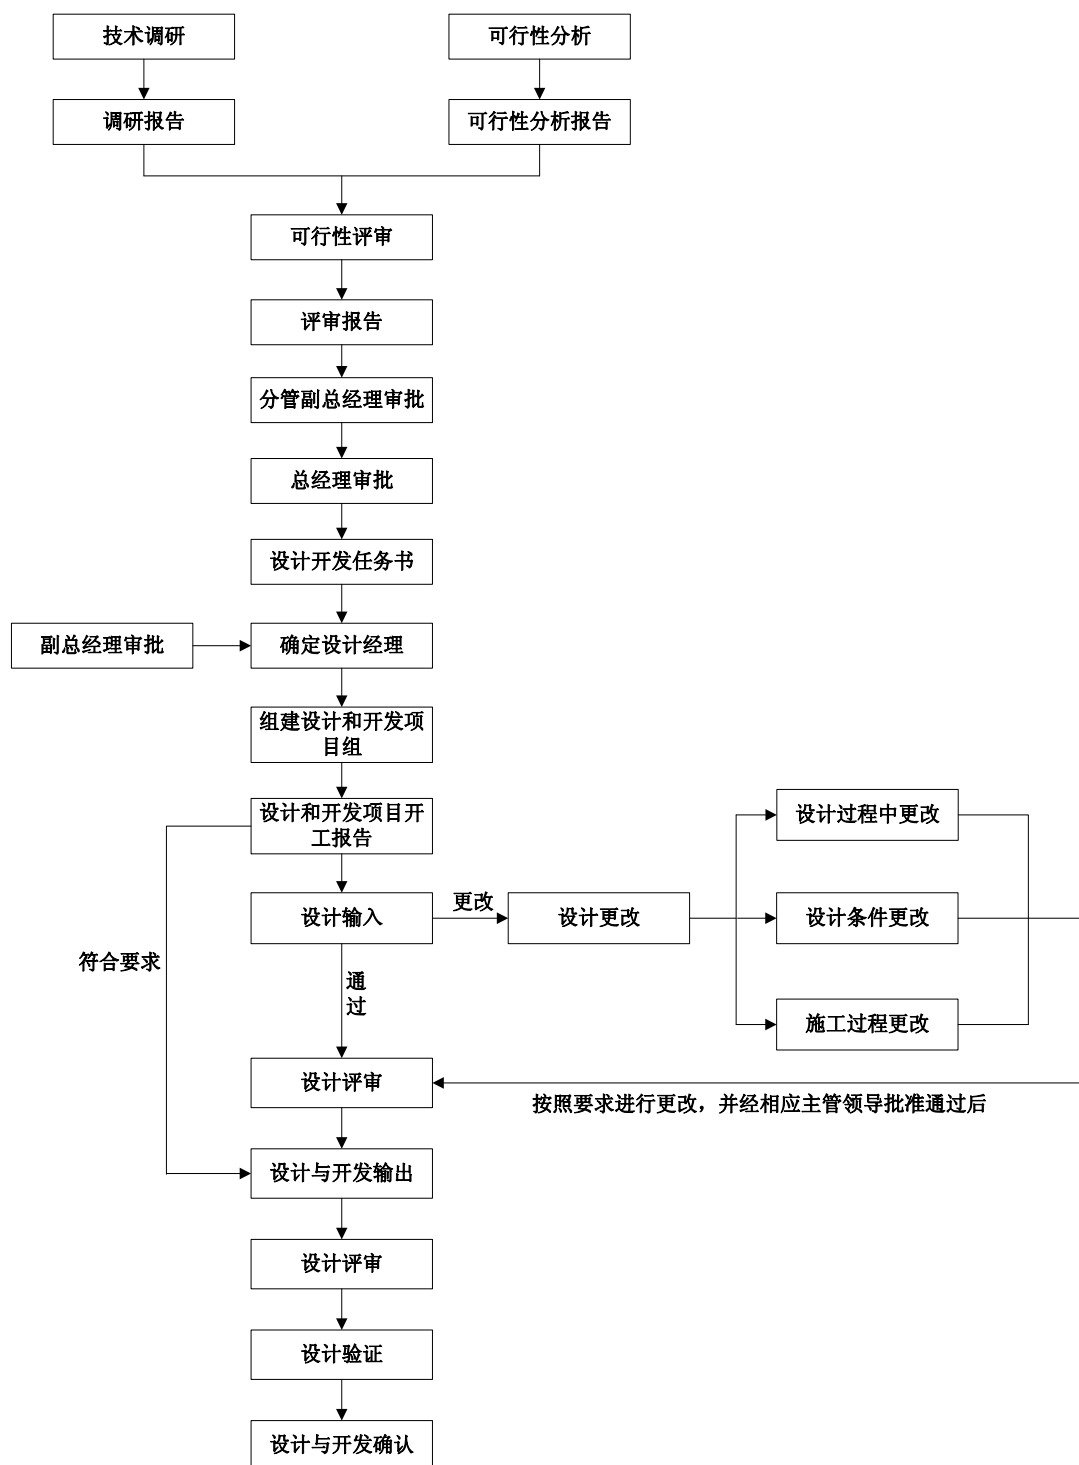 技术调研
可行性分析
调研报告
可行性分析报告
可行性评审
评审报告
分管副总经理审批
总经理审批
设计开发任务书
副总经理审批
确定设计经理
组建设计和开发项
目组
设计和开发项目开
工报告
设计过程中更改
更改
设计输入
设计更改
设计条件更改
符合要求
通
过
施工过程更改
设计评审
按照要求进行更改，并经相应主管领导批准通过后
设计与开发输出
设计评审
设计验证
设计与开发确认